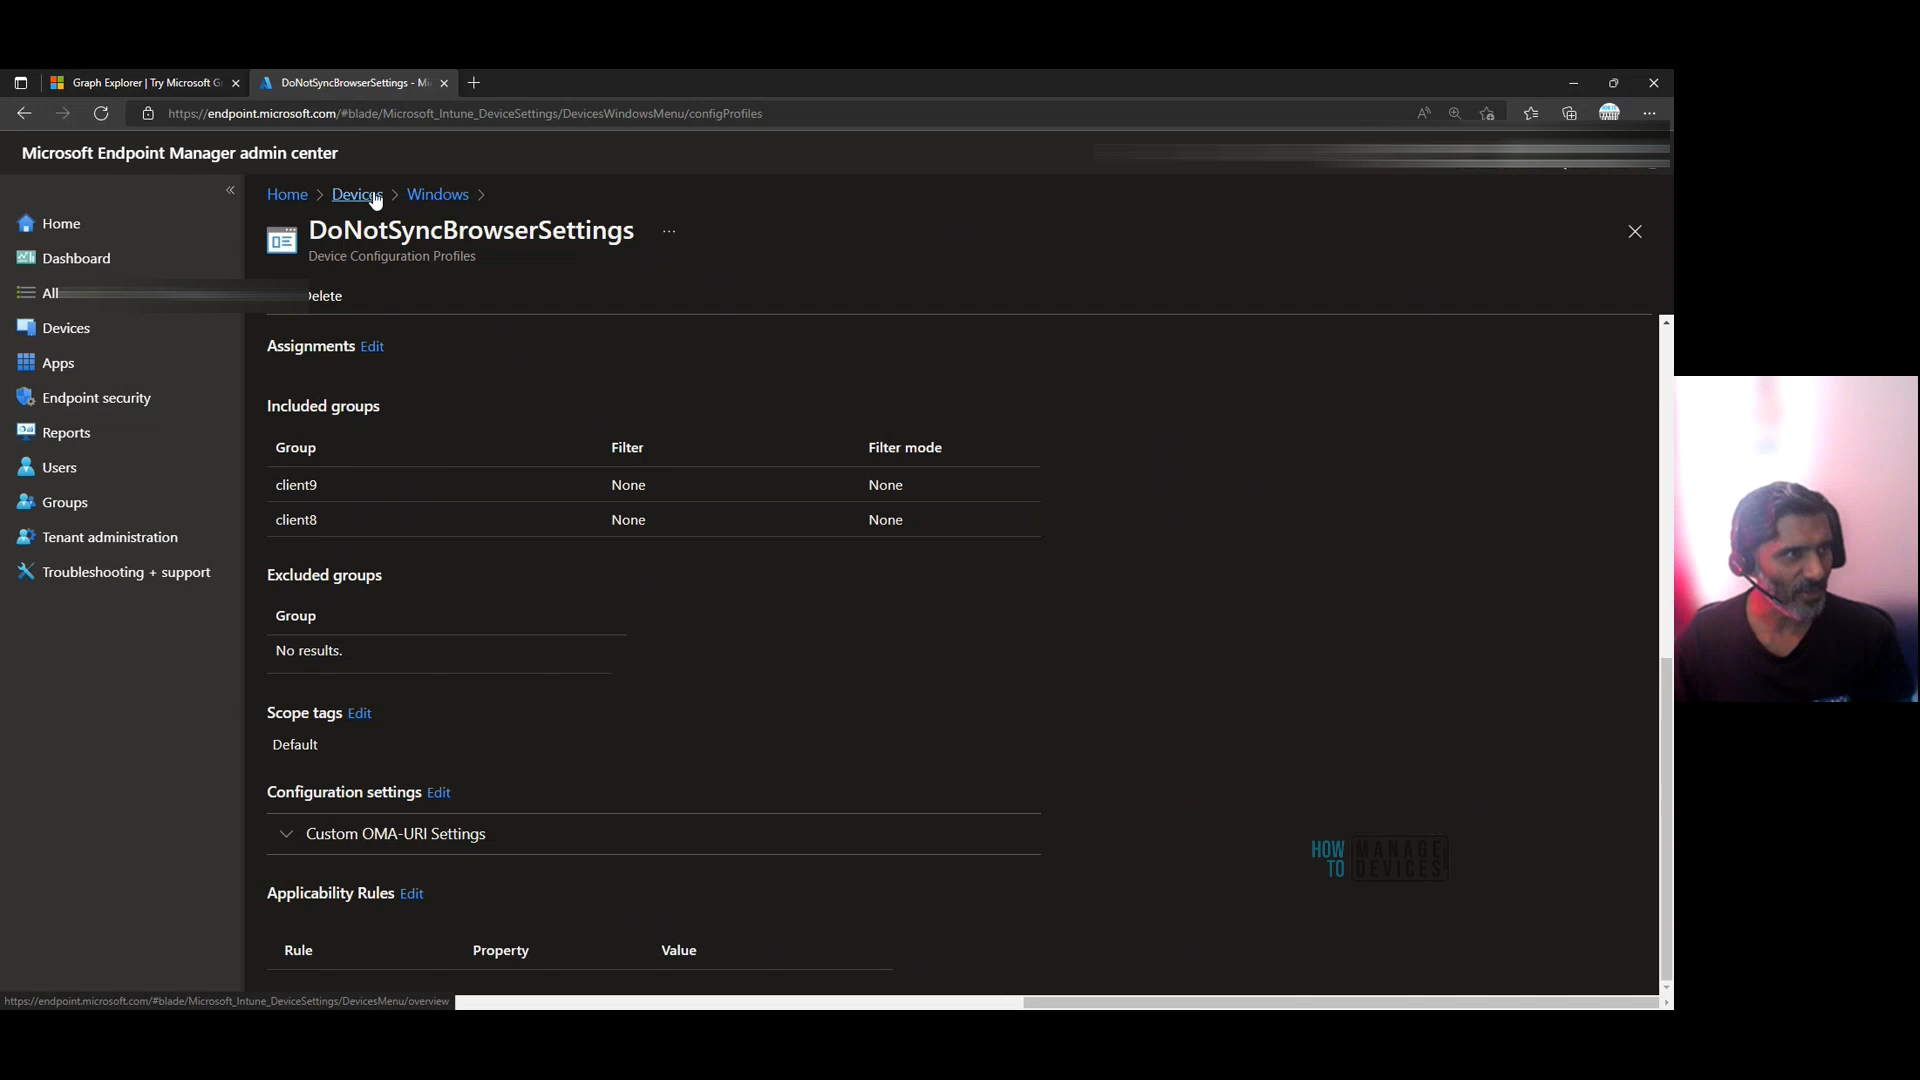 Graph Explorer | Try Microsoft G
DoNotSyncBrowserSettings - Mi
https://endpoint.microsoft.com/#blade/Microsoft_Intune_DeviceSettings/DevicesWindowsMenu/configProfiles
Microsoft Endpoint Manager admin center
Home
Dashboard
All
Devices
Apps
Endpoint security
Reports
Users
Groups
Tenant administration
Troubleshooting + support
Home > Devices > Windows >
DoNotSyncBrowserSettings ...
Device Configuration Profiles
Delete
Assignments Edit
Included groups
Group Filter Filter mode
client9 None None
client8 None None
Excluded groups
Group
No results.
Scope tags Edit
Default
Configuration settings Edit
Custom OMA-URI Settings
Applicability Rules Edit
Rule Property Value
https://endpoint.microsoft.com/#blade/Microsoft_Intune_DeviceSettings/DevicesMenu/overview
HOW MANAGE
TO DEVICES